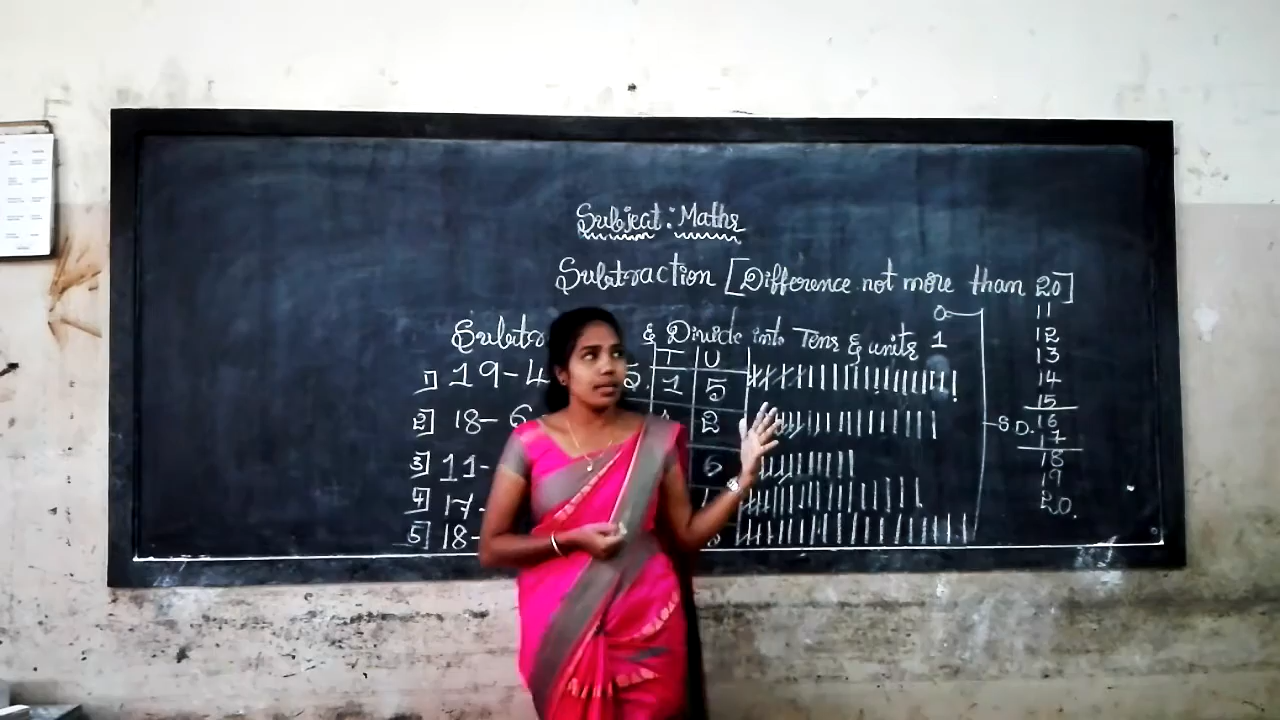 Subject : Maths
Subtraction [Difference not more than 20]
& Divide into Tens & units
0
1
T U
1] 19-4 5. 1 5
2] 18-6 2
3] 11- 6
4] 17-
5] 18-
S D.
11
12
13
14
15
16
17
18
19
20.